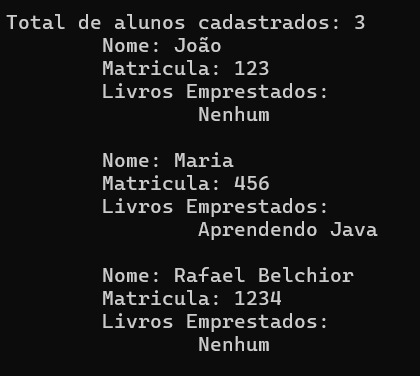 Total de alunos cadastrados: 3
Nome: João
Matricula: 123
Livros Emprestados:
Nenhum
Nome: Maria
Matricula: 456
Livros Emprestados:
Aprendendo Java
Nome: Rafael Belchior
Matricula: 1234
Livros Emprestados:
Nenhum